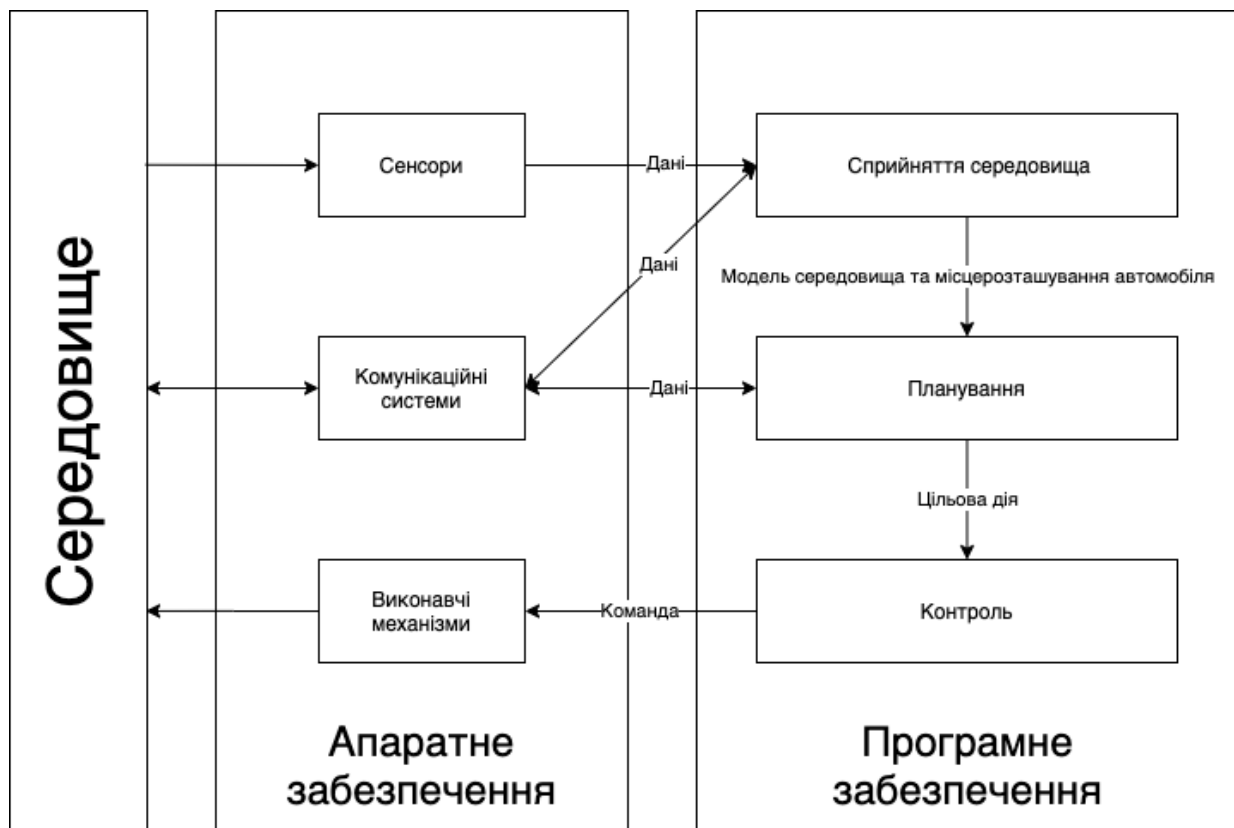 Середовище
Сенсори
Дані
Сприйняття середовища
Дані
Модель середовища та місцерозташування автомобіля
Комунікаційні
системи
Дані
Планування
Цільова дія
Виконавчі
механізми
Команда
Контроль
Апаратне
забезпечення
Програмне
забезпечення